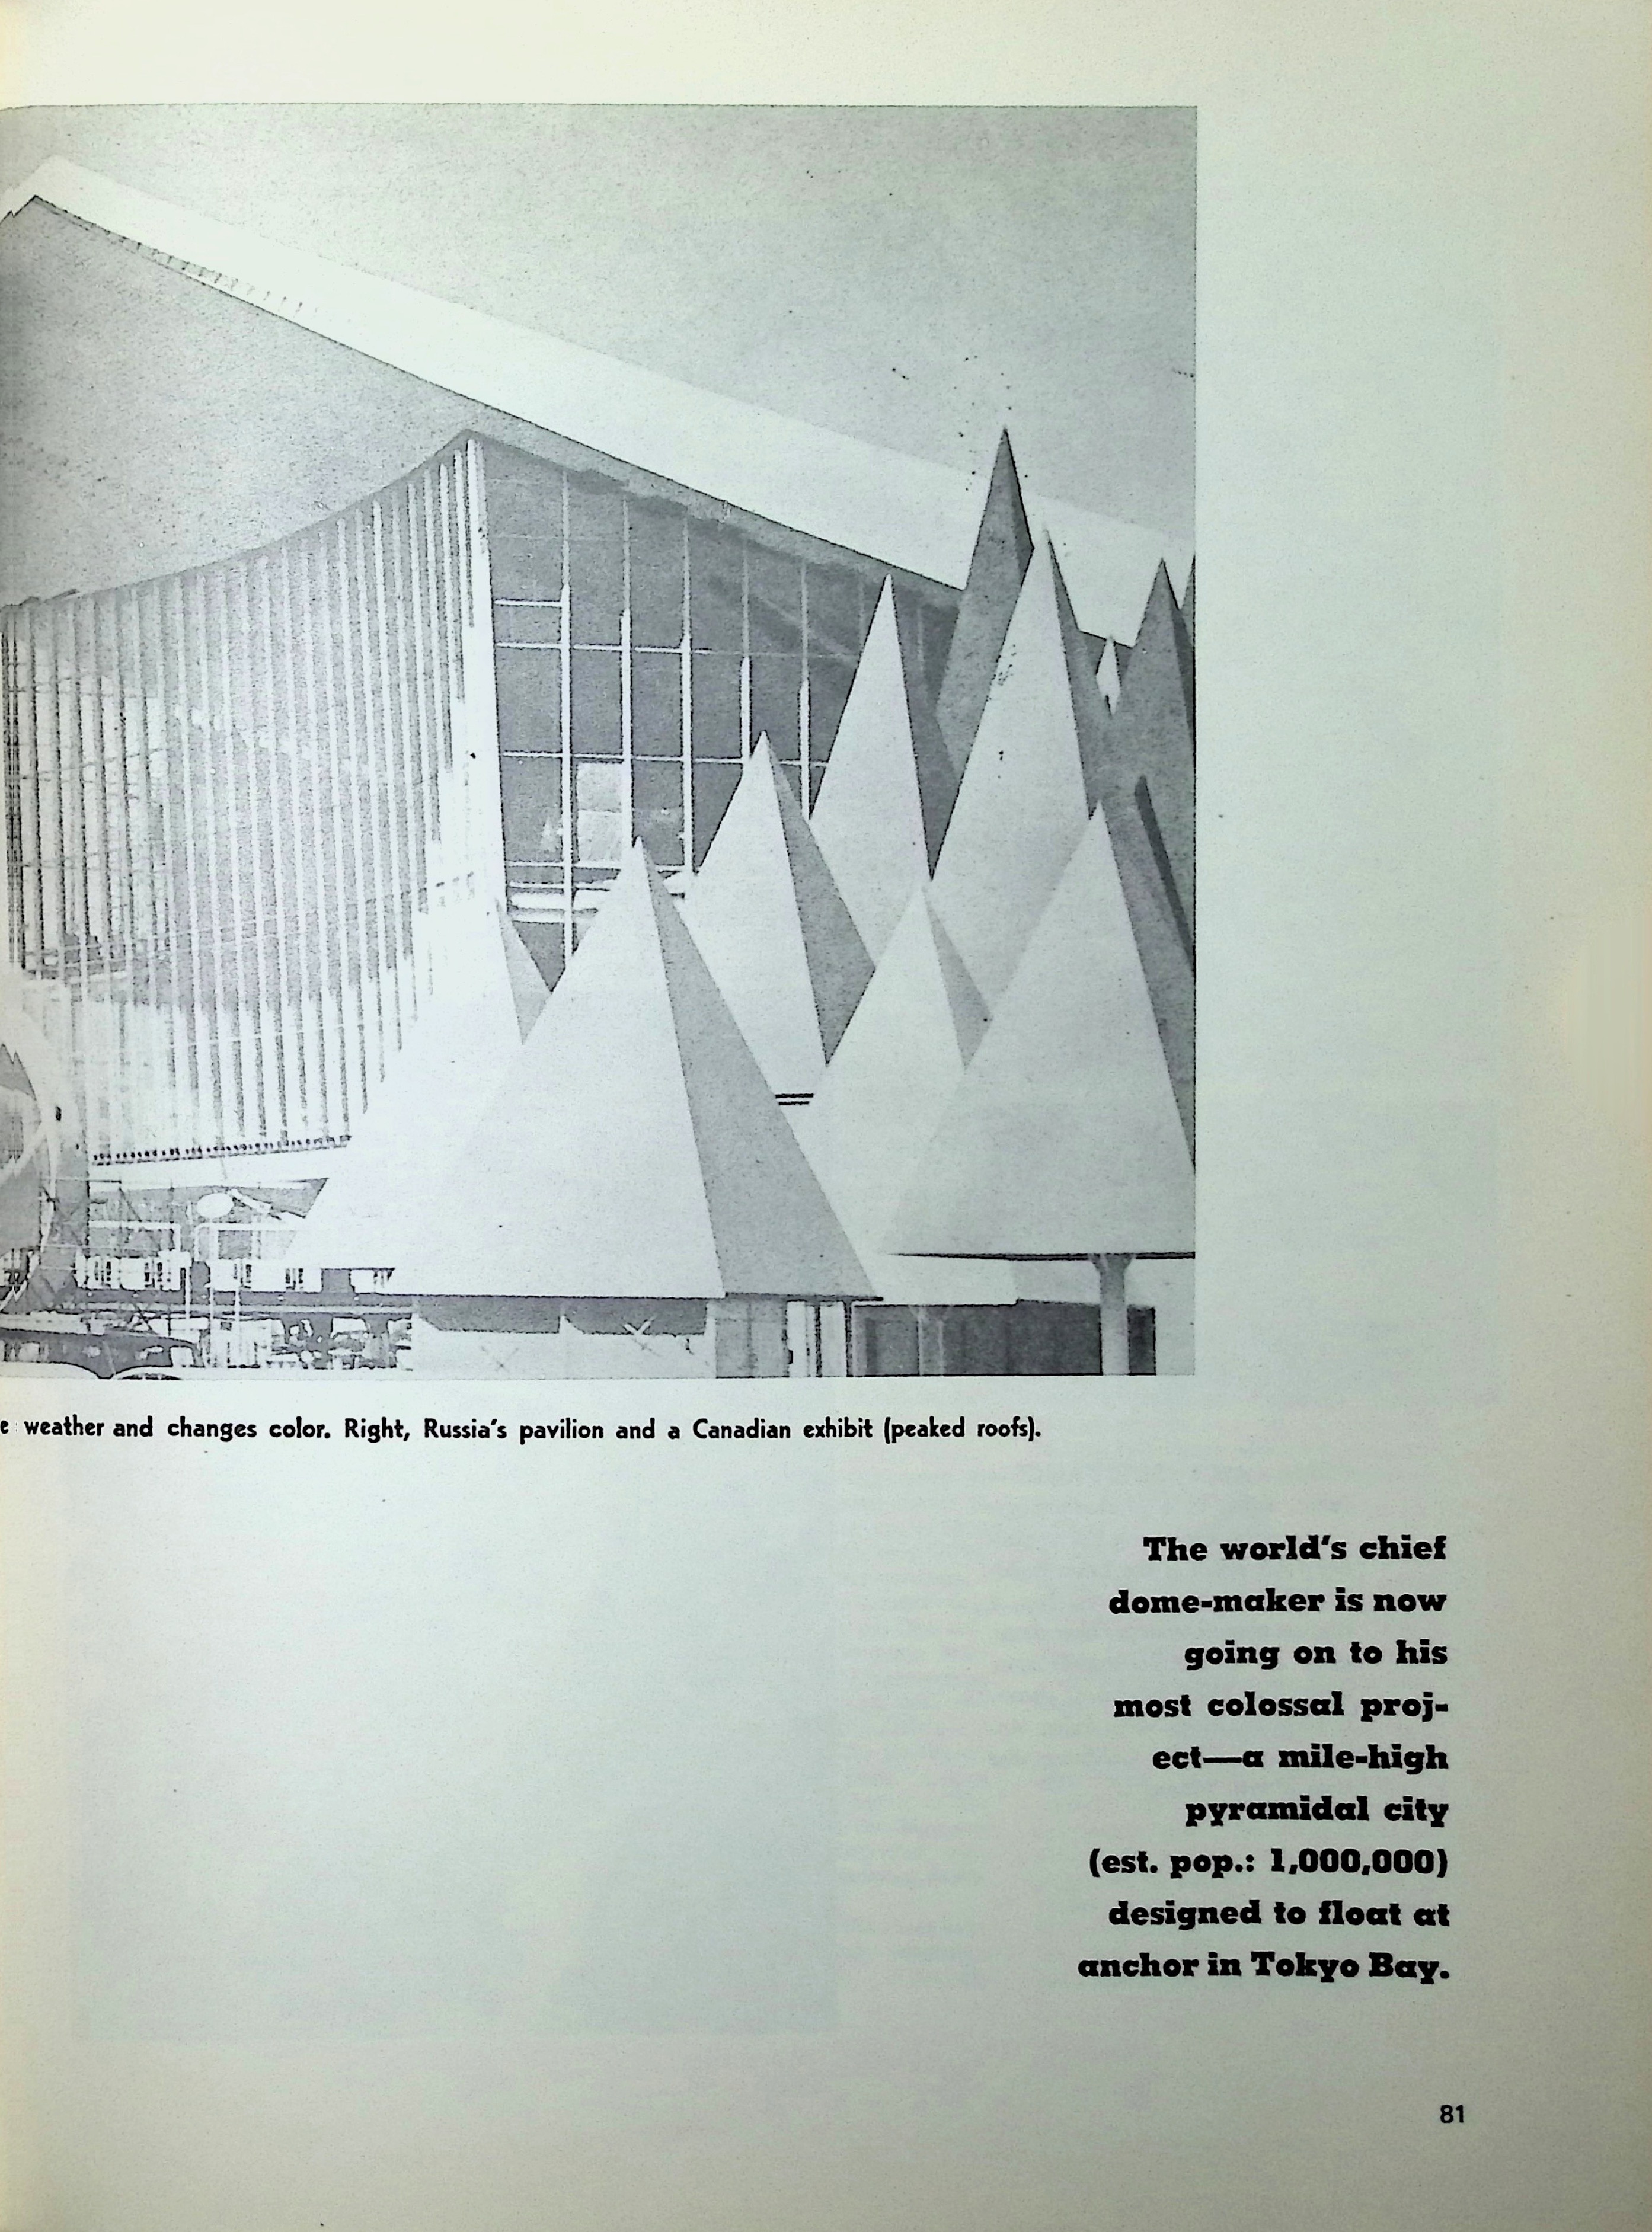 e weather and changes color. Right, Russia's pavilion and a Canadian exhibit (peaked roofs).
The world's chief
dome-maker is now
going on to his
most colossal proj-
ect—a mile-high
pyramidal city
(est. pop.: 1,000,000)
designed to float at
anchor in Tokyo Bay.
81